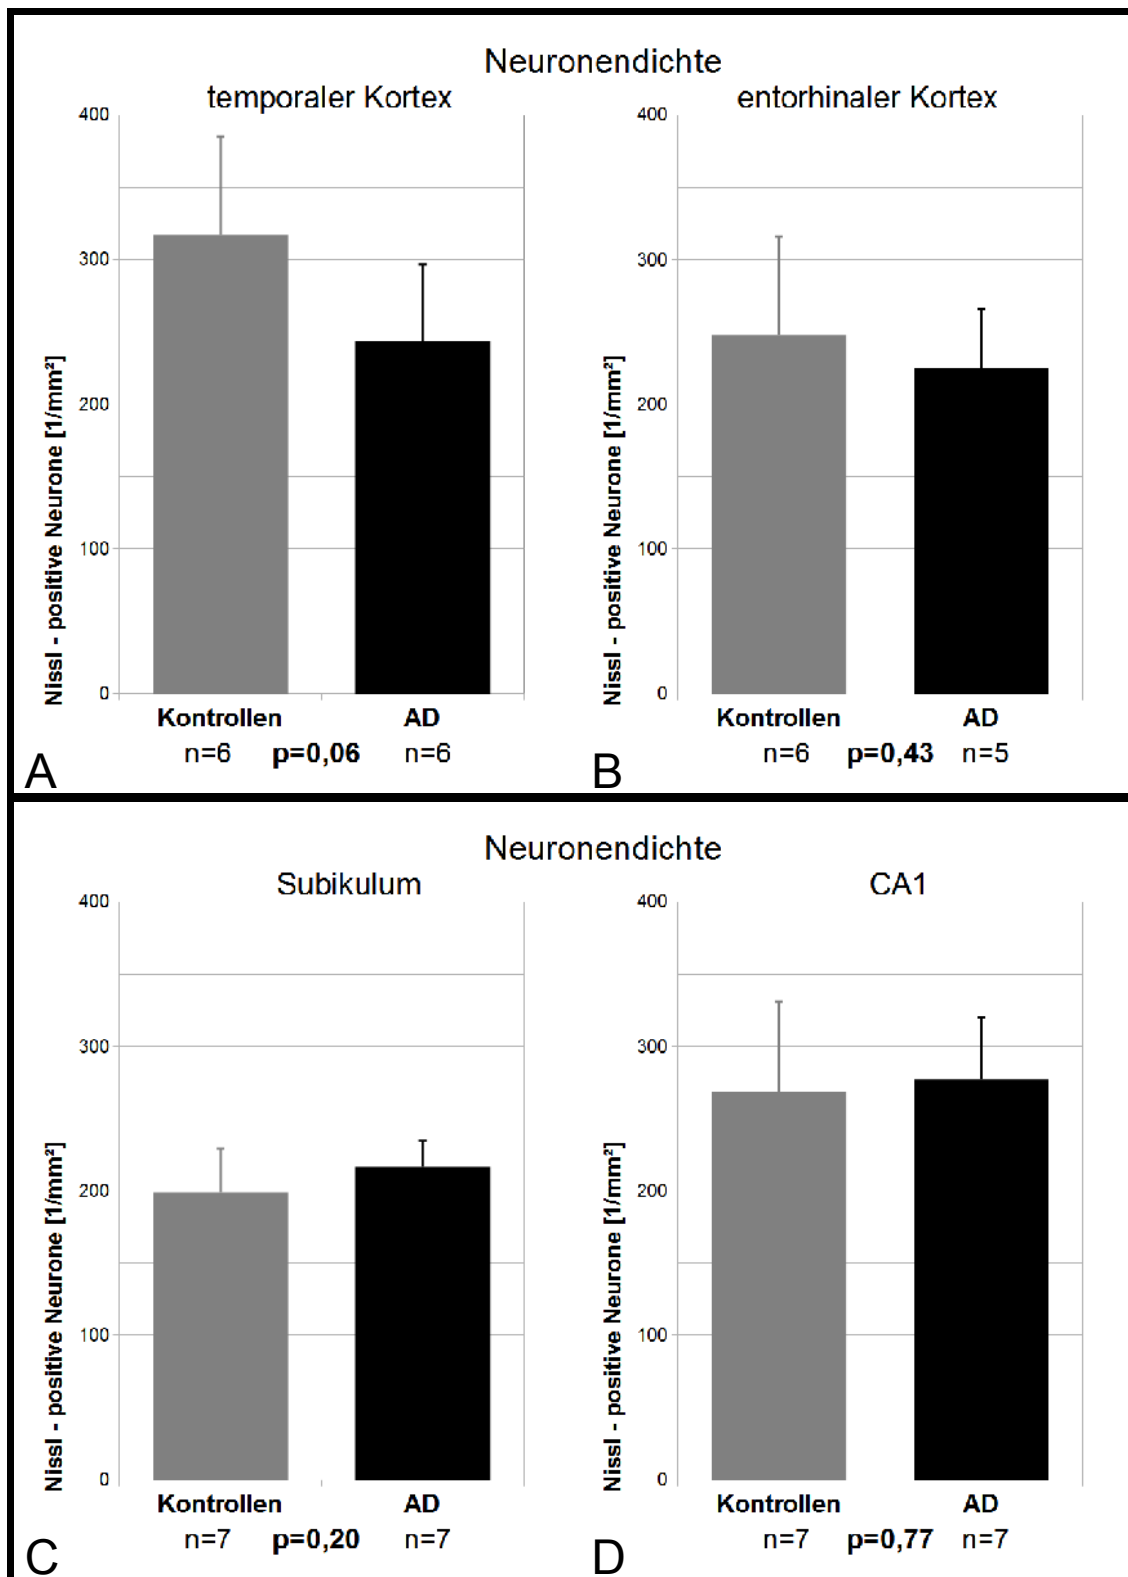 Neuronendichte
temporaler Kortex
entorhinaler Kortex
400
300
200
100
0
Nissl - positive Neurone [1/mm²]
Kontrollen AD
n=6 p=0,06 n=6
A
400
300
200
100
0
Nissl - positive Neurone [1/mm²]
Kontrollen AD
n=6 p=0,43 n=5
B
Neuronendichte
Subikulum
CA1
400
300
200
100
0
Nissl - positive Neurone [1/mm²]
Kontrollen AD
n=7 p=0,20 n=7
C
400
300
200
100
0
Nissl - positive Neurone [1/mm²]
Kontrollen AD
n=7 p=0,77 n=7
D